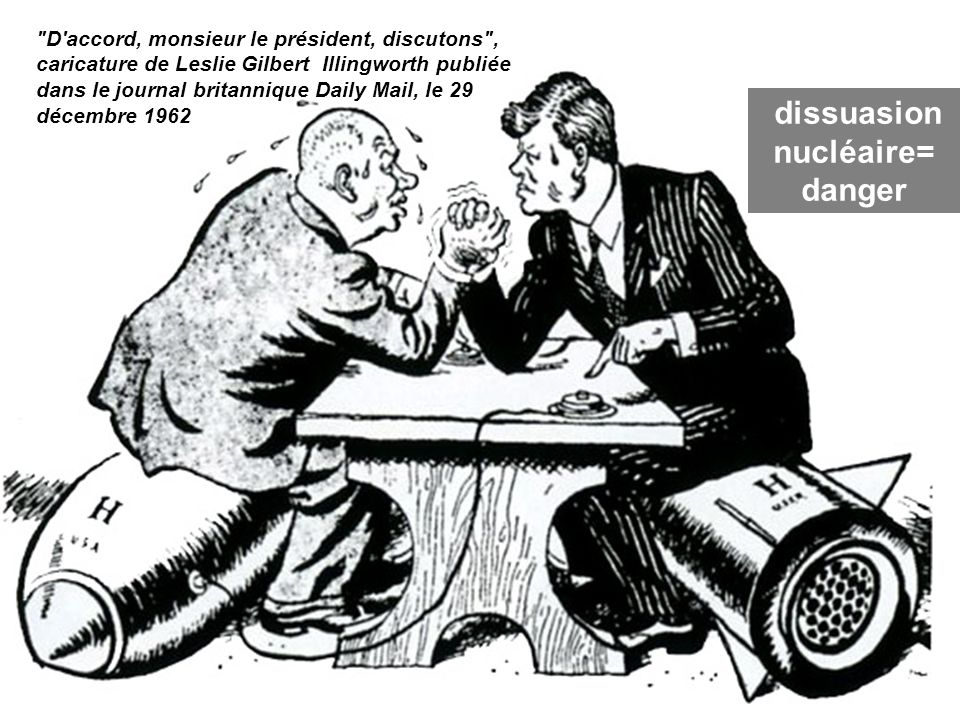 "D'accord, monsieur le président, discutons",
caricature de Leslie Gilbert Illingworth publiée
dans le journal britannique Daily Mail, le 29
décembre 1962
dissuasion
nucléaire=
danger
H
USA
H